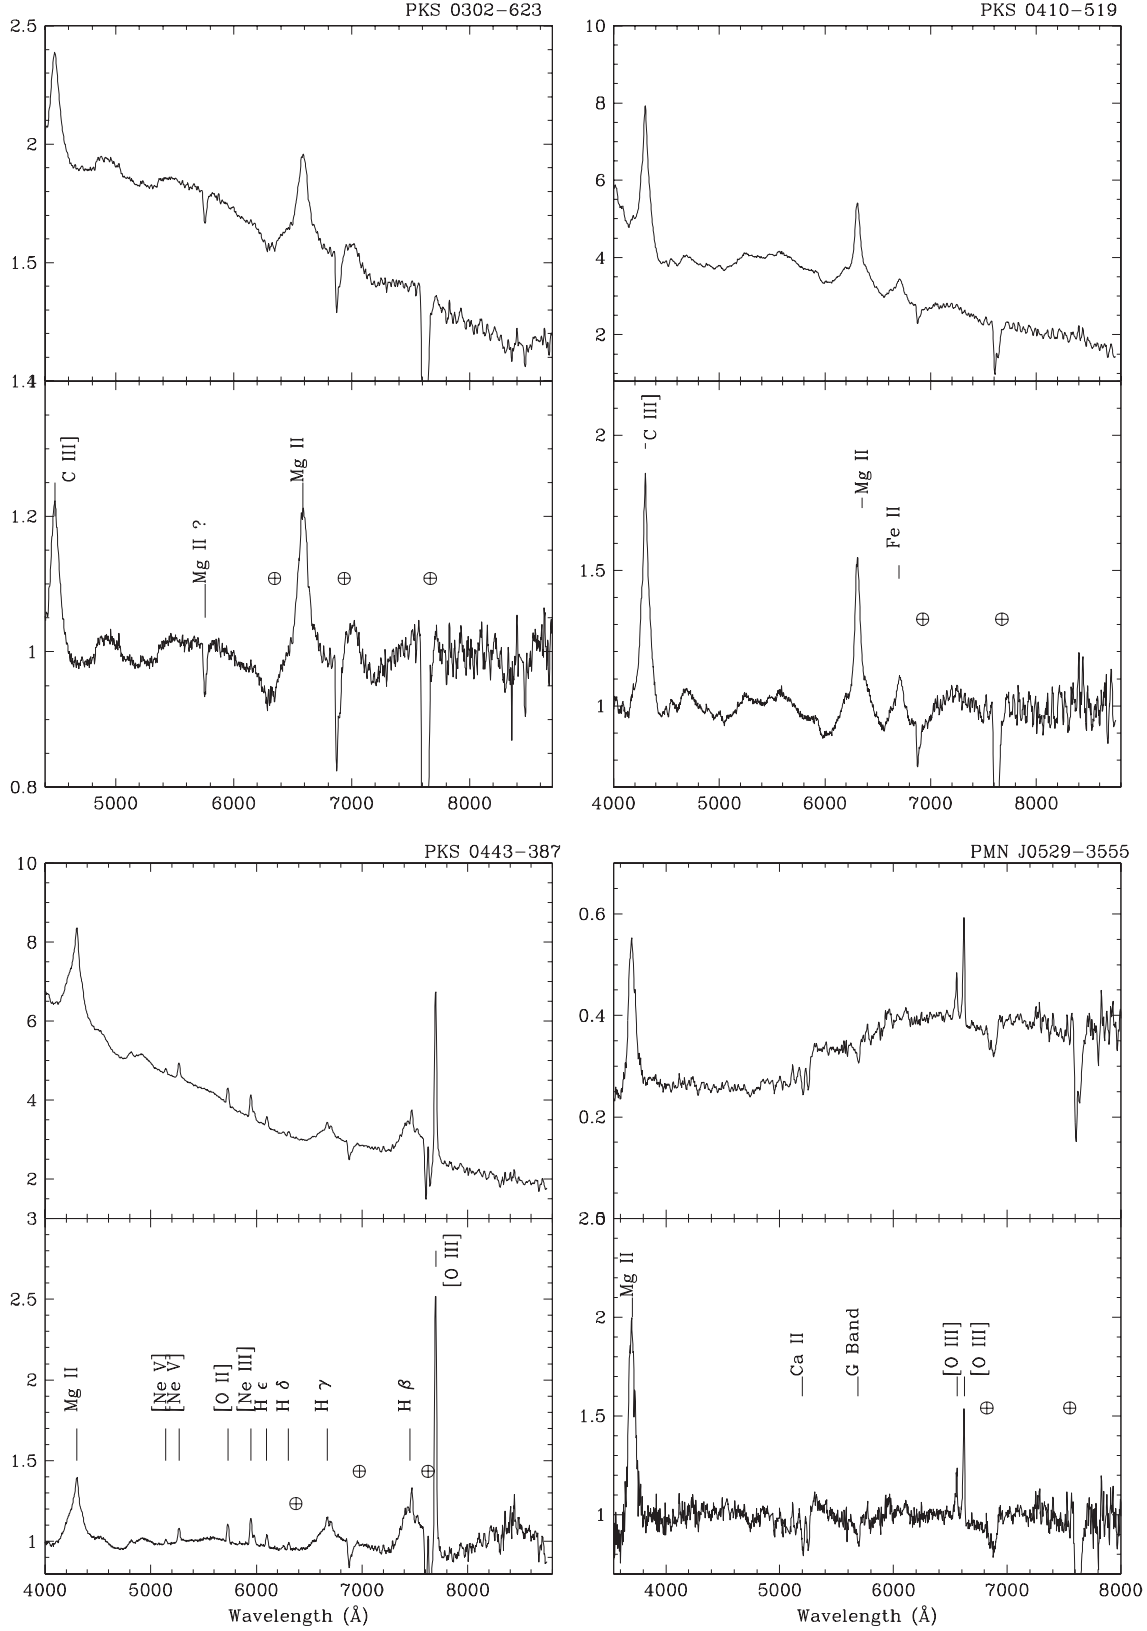 PKS 0302−623
2.5
2
1.5
1
1.4
1.3
1.2
1
0.8
C III]
Mg II ?
Mg II
5000 6000 7000 8000
PKS 0410−519
10
8
6
4
2
2
1.5
1
C III]
Mg II
Fe II
4000 5000 6000 7000 8000
PKS 0443−387
10
8
6
4
2
3
2.5
2
1.5
1
Mg II
[Ne V]
[Ne V]
[O II]
[Ne III]
H ϵ
H δ
H γ
H β
[O III]
4000 5000 6000 7000 8000
Wavelength (Å)
PMN J0529−3555
0.6
0.4
0.2
2.5
2
1.5
1
Mg II
Ca II
G Band
[O III]
[O III]
4000 5000 6000 7000 8000
Wavelength (Å)